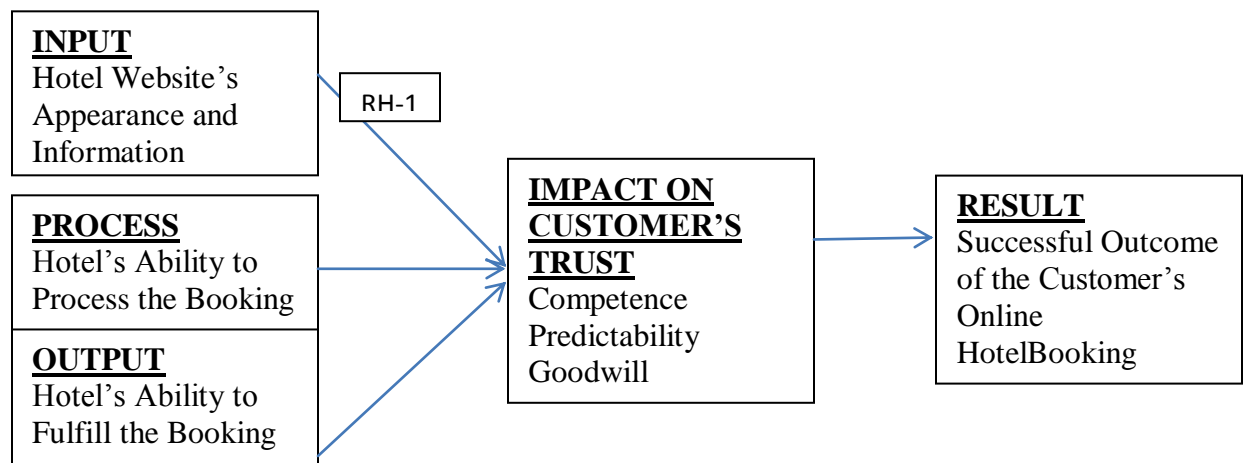 INPUT
Hotel Website's
Appearance and
Information
RH-1
PROCESS
Hotel's Ability to
Process the Booking
OUTPUT
Hotel's Ability to
Fulfill the Booking
IMPACT ON
CUSTOMER'S
TRUST
Competence
Predictability
Goodwill
RESULT
Successful Outcome
of the Customer's
Online
HotelBooking